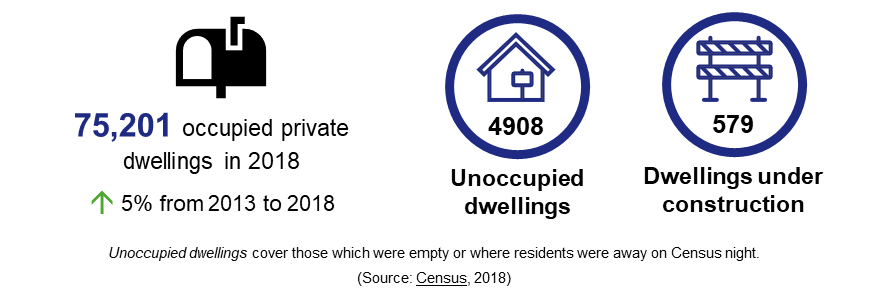 75,201 occupied private
dwellings in 2018
5% from 2013 to 2018
4908
Unoccupied
dwellings
579
Dwellings under
construction
Unoccupied dwellings cover those which were empty or where residents were away on Census night.
(Source: Census, 2018)